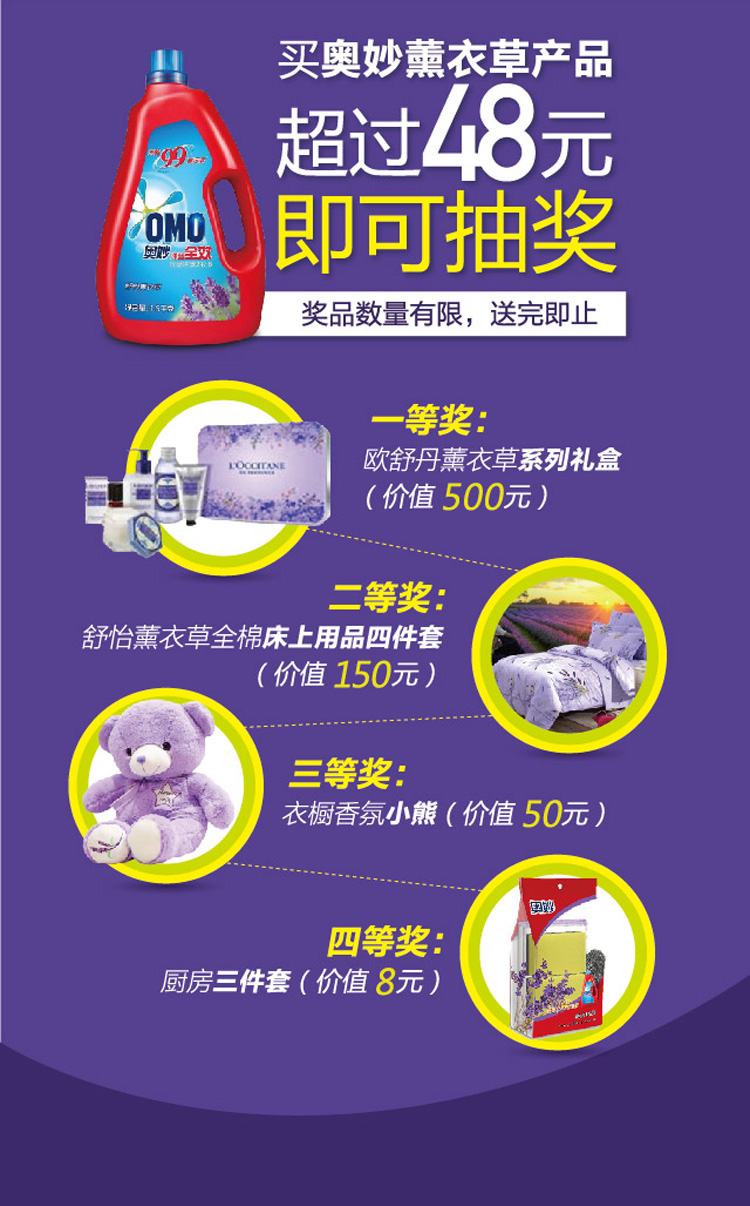 买奥妙薰衣草产品
超过48元
即可抽奖
奖品数量有限，送完即止
99
OMO
奥妙
全效
一等奖：
欧舒丹薰衣草系列礼盒
（价值500元）
L'OCCITANE
二等奖：
舒怡薰衣草全棉床上用品四件套
（价值150元）
三等奖：
衣橱香氛小熊（价值50元）
四等奖：
厨房三件套（价值8元）
奥妙